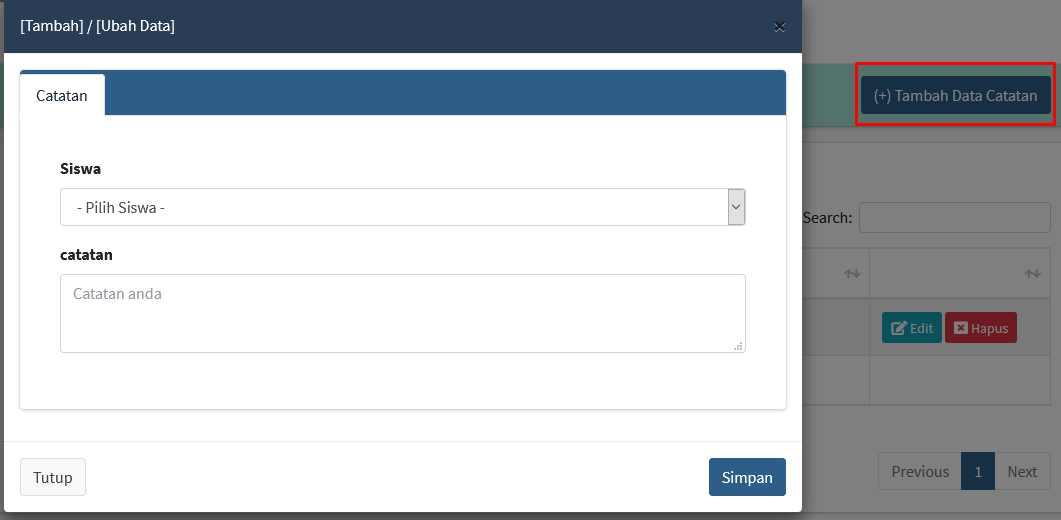 [Tambah] / [Ubah Data]
×
Catatan
(+) Tambah Data Catatan
Siswa
- Pilih Siswa -
Search:
catatan
Catatan anda
Edit
Hapus
Tutup
Simpan
Previous
1
Next